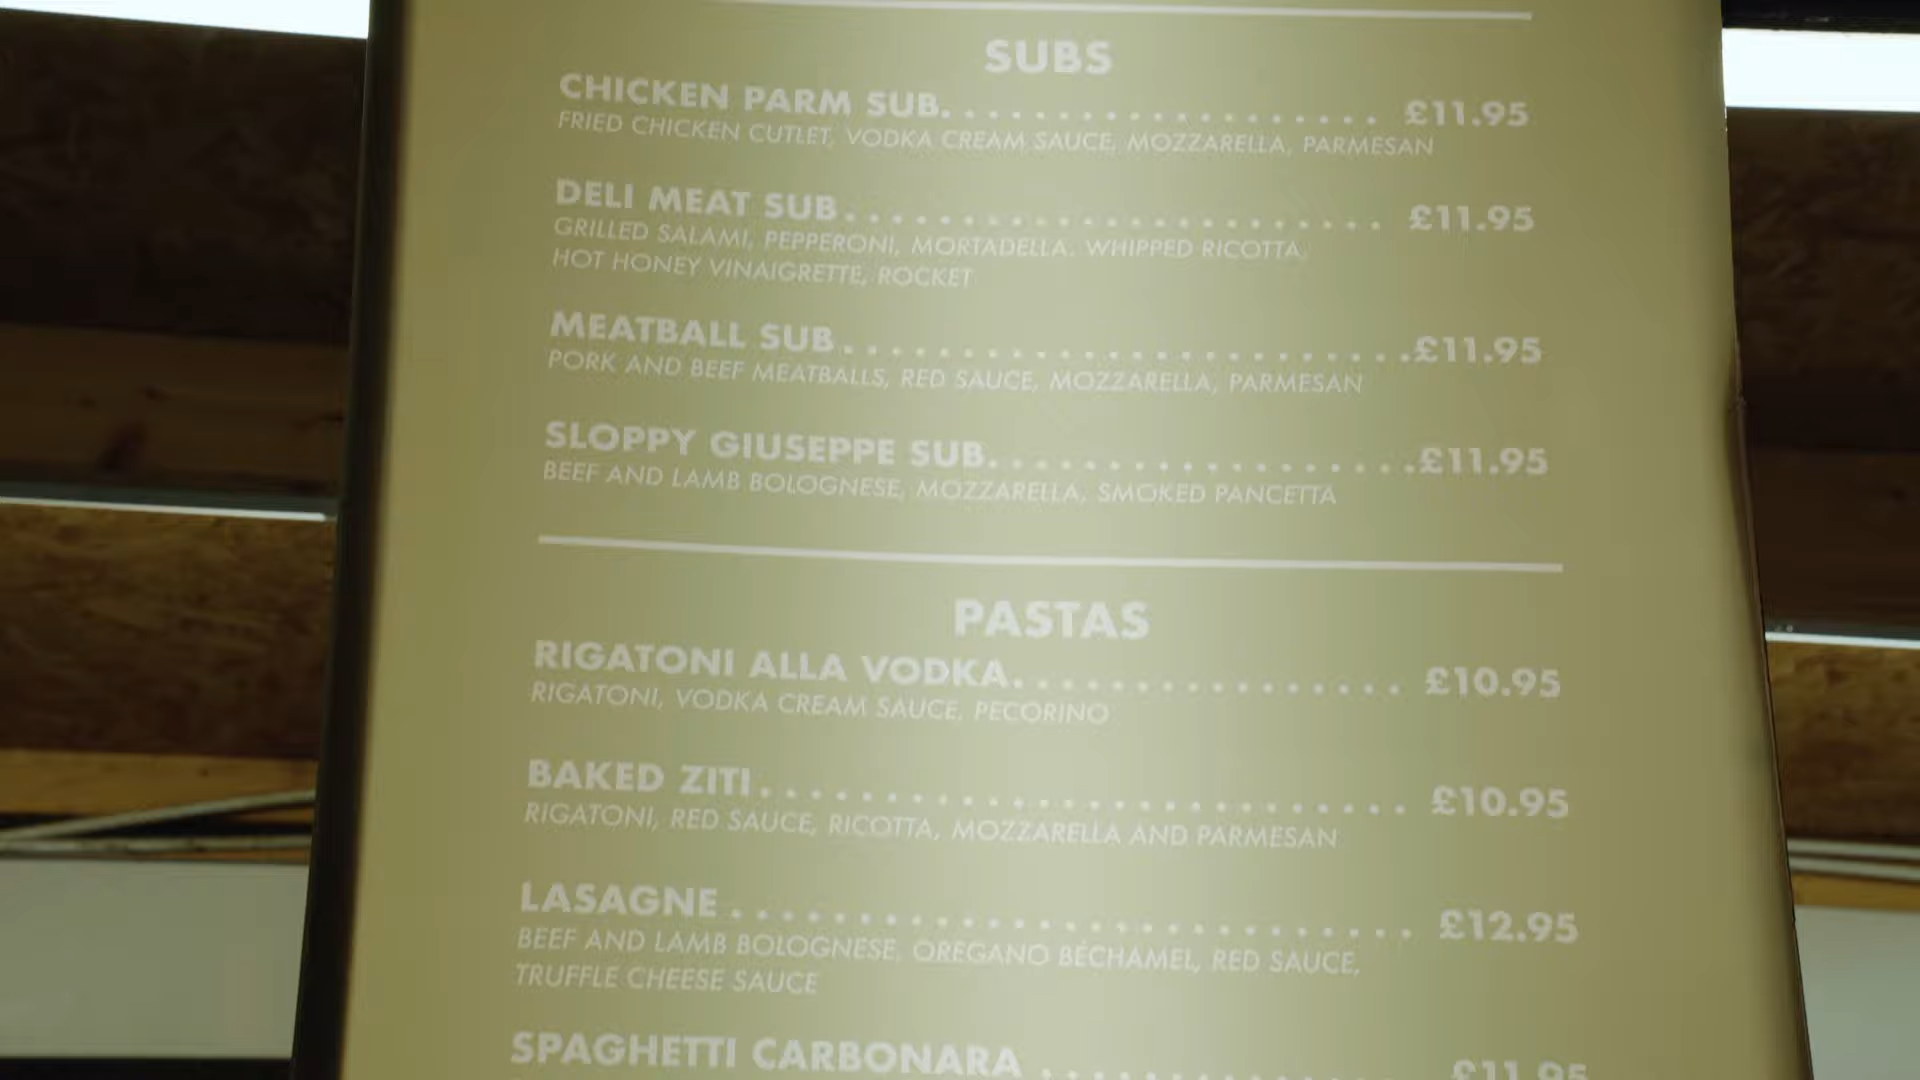 SUBS
CHICKEN PARM SUB. . . . . . . . . . . . . . . . . . . £11.95
FRIED CHICKEN CUTLET, VODKA CREAM SAUCE, MOZZARELLA, PARMESAN
DELI MEAT SUB. . . . . . . . . . . . . . . . . . . . . . . £11.95
GRILLED SALAMI, PEPPERONI, MORTADELLA, WHIPPED RICOTTA,
HOT HONEY VINAIGRETTE, ROCKET
MEATBALL SUB. . . . . . . . . . . . . . . . . . . . . . . .£11.95
PORK AND BEEF MEATBALLS, RED SAUCE, MOZZARELLA, PARMESAN
SLOPPY GIUSEPPE SUB. . . . . . . . . . . . . . . . . .£11.95
BEEF AND LAMB BOLOGNESE, MOZZARELLA, SMOKED PANCETTA
PASTAS
RIGATONI ALLA VODKA. . . . . . . . . . . . . . . . £10.95
RIGATONI, VODKA CREAM SAUCE, PECORINO
BAKED ZITI. . . . . . . . . . . . . . . . . . . . . . . . . . £10.95
RIGATONI, RED SAUCE, RICOTTA, MOZZARELLA AND PARMESAN
LASAGNE . . . . . . . . . . . . . . . . . . . . . . . . . . . £12.95
BEEF AND LAMB BOLOGNESE, OREGANO BÉCHAMEL, RED SAUCE,
TRUFFLE CHEESE SAUCE
SPAGHETTI CARBONARA . . . . . . . . . . . . . . £11.95